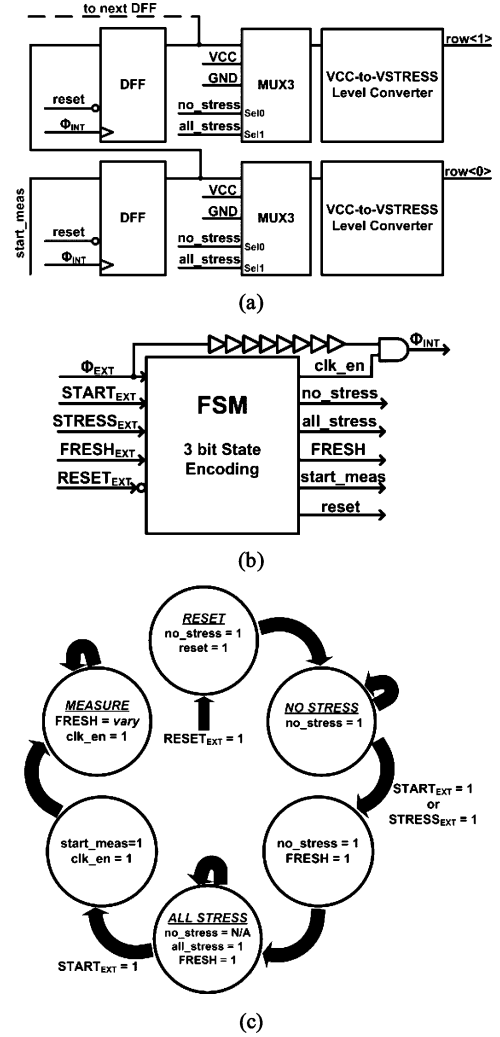 to next DFF
row<1>
DFF
reset
ΦINT
VCC
GND
no_stress
all_stress
Sel0
Sel1
MUX3
VCC-to-VSTRESS
Level Converter
row<0>
start_meas
DFF
reset
ΦINT
VCC
GND
no_stress
all_stress
Sel0
Sel1
MUX3
VCC-to-VSTRESS
Level Converter
(a)
ΦINT
ΦEXT
STARTEXT
STRESSEXT
FRESHEXT
RESETEXT
FSM
3 bit State
Encoding
clk_en
no_stress
all_stress
FRESH
start_meas
reset
(b)
RESET
no_stress = 1
reset = 1
RESETEXT = 1
NO STRESS
no_stress = 1
STARTEXT = 1
or
STRESSEXT = 1
no_stress = 1
FRESH = 1
ALL STRESS
no_stress = N/A
all_stress = 1
FRESH = 1
STARTEXT = 1
start_meas=1
clk_en = 1
MEASURE
FRESH = vary
clk_en = 1
(c)